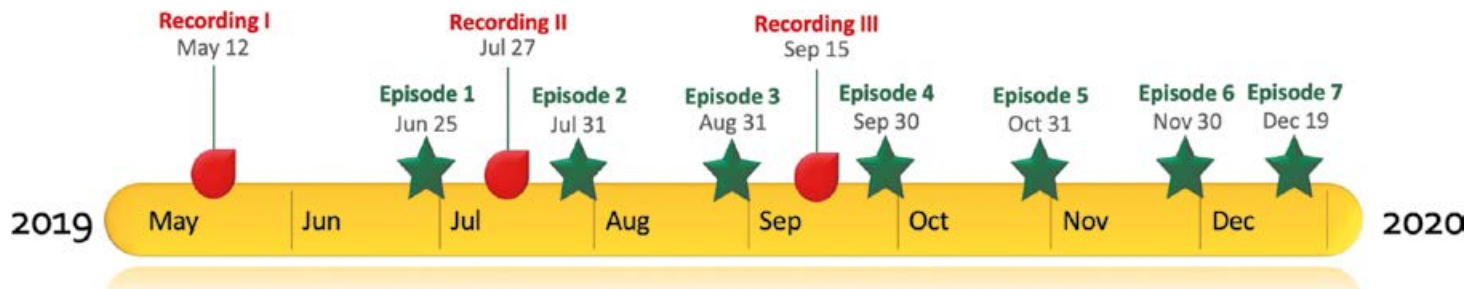 Recording I
May 12
Recording II
Jul 27
Recording III
Sep 15
Episode 1
Jun 25
Episode 2
Jul 31
Episode 3
Aug 31
Episode 4
Sep 30
Episode 5
Oct 31
Episode 6
Nov 30
Episode 7
Dec 19
2019 May Jun Jul Aug Sep Oct Nov Dec 2020